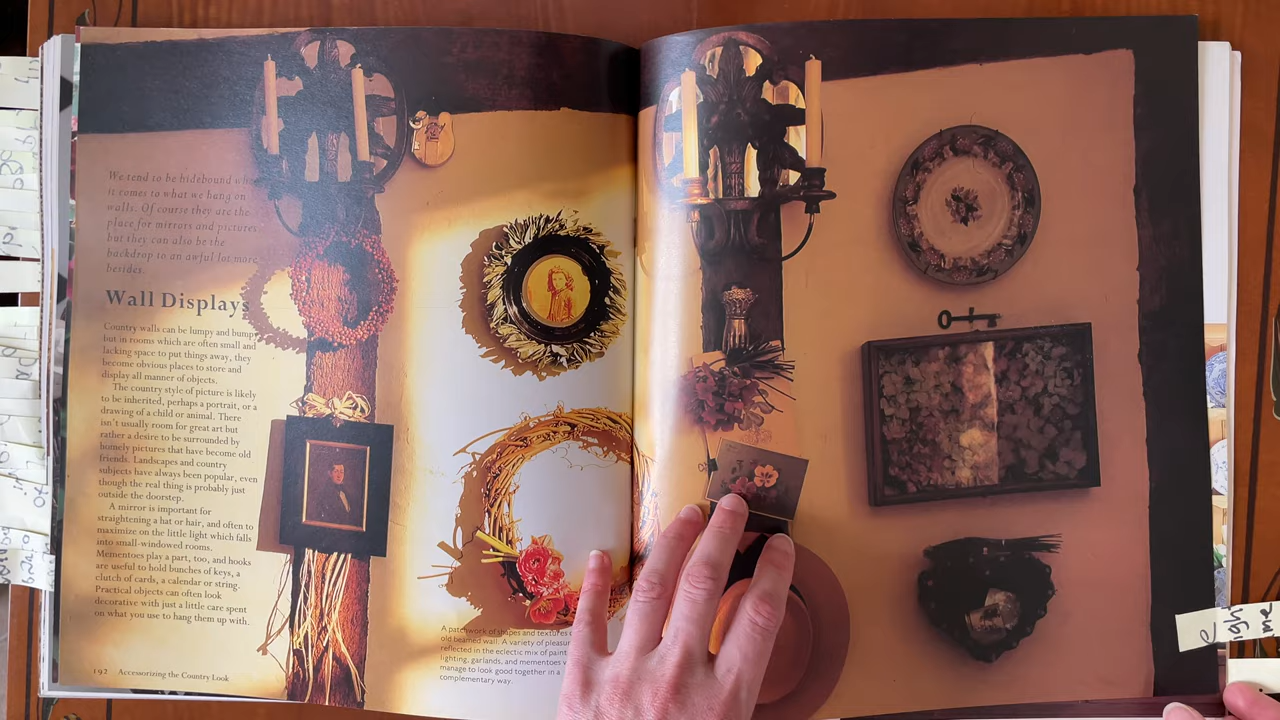 We tend to be hidebound when
it comes to what we hang on
walls. Of course they are the
place for mirrors and pictures
but they can also be the
backdrop to an awful lot more
besides.
Wall Displays
Country walls can be lumpy and bumpy
but in rooms which are often small and
lacking space to put things away, they
become obvious places to store and
display all manner of objects.
The country style of picture is likely
to be inherited, perhaps a portrait, or a
drawing of a child or animal. There
isn't usually room for great art but
rather a desire to be surrounded by
homely pictures that have become old
friends. Landscapes and country
subjects have always been popular, even
though the real thing is probably just
outside the doorstep.
A mirror is important for
straightening a hat or hair, and often to
maximize on the little light which falls
into small-windowed rooms.
Mementoes play a part, too, and hooks
are useful to hold bunches of keys, a
clutch of cards, a calendar or string.
Practical objects can often look
decorative with just a little care spent
on what you use to hang them up with.
A patchwork of shapes and textures
old beamed wall. A variety of
reflected in the eclectic mix of paint
lighting, garlands, and mementoes
manage to look good together in a
complementary way.
192 Accessorizing the Country Look